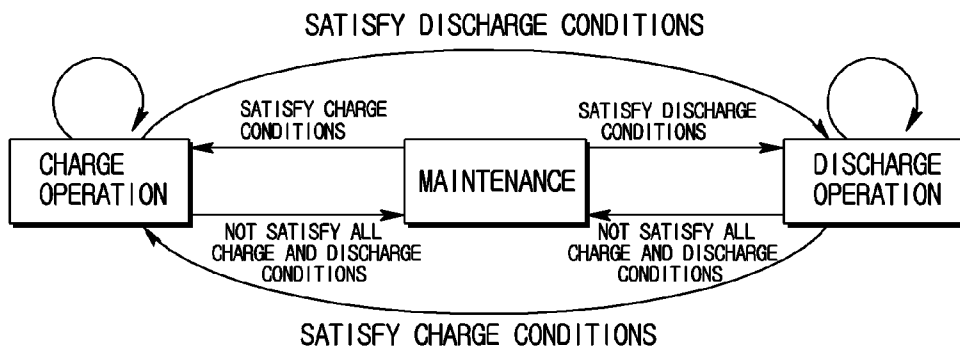 SATISFY DISCHARGE CONDITIONS
SATISFY CHARGE
CONDITIONS
SATISFY DISCHARGE
CONDITIONS
CHARGE
OPERATION
MAINTENANCE
DISCHARGE
OPERATION
NOT SATISFY ALL
CHARGE AND DISCHARGE
CONDITIONS
NOT SATISFY ALL
CHARGE AND DISCHARGE
CONDITIONS
SATISFY CHARGE CONDITIONS